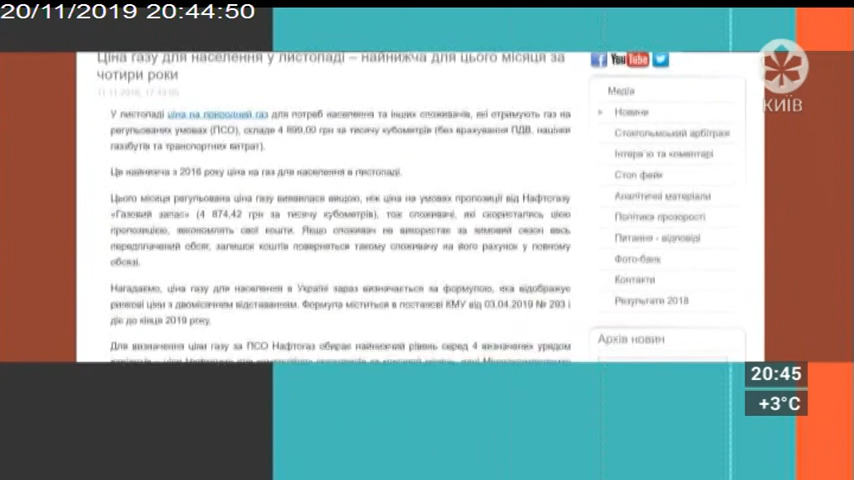 20/11/2019 20:44:50
Ціна газу для населення у листопаді – найнижча для цього місяця за
чотири роки
У листопаді ціна на природний газ для потреб населення та інших споживачів, які отримують газ на
регульованих умовах (ПСО), складе 4 899,00 грн за тисячу кубометрів (без врахування ПДВ, націнки
газзбутів та транспортних витрат).
Це найнижча з 2016 року ціна на газ для населення в листопаді.
Цього місяця регульована ціна газу виявилася вищою, ніж ціна на умовах пропозиції від Нафтогазу
«Газовий запас» (4 874,42 грн за тисячу кубометрів), тож споживачі, які скористались цією
пропозицією, зекономлять свої кошти. Якщо споживач не використає за зимовий сезон весь
передплачений обсяг, залишок коштів повернеться такому споживачу на його рахунок у повному
обсязі.
Нагадаємо, ціна газу для населення в Україні зараз визначається за формулою, яка відображує
ринкові ціни з двомісячним відставанням. Формула міститься в постанові КМУ від 03.04.2019 № 293 і
діє до кінця 2019 року.
Для визначення ціни газу за ПСО Нафтогаз обирає найнижчий рівень серед 4 визначених урядом
You Tube
Медіа
Новини
Стокгольмський арбітраж
Інтерв'ю та коментарі
Стоп фейк
Аналітичні матеріали
Політика прозорості
Питання - відповіді
Фото-банк
Контакти
Результати 2018
Архів новин
КИЇВ
20:45
+3°C